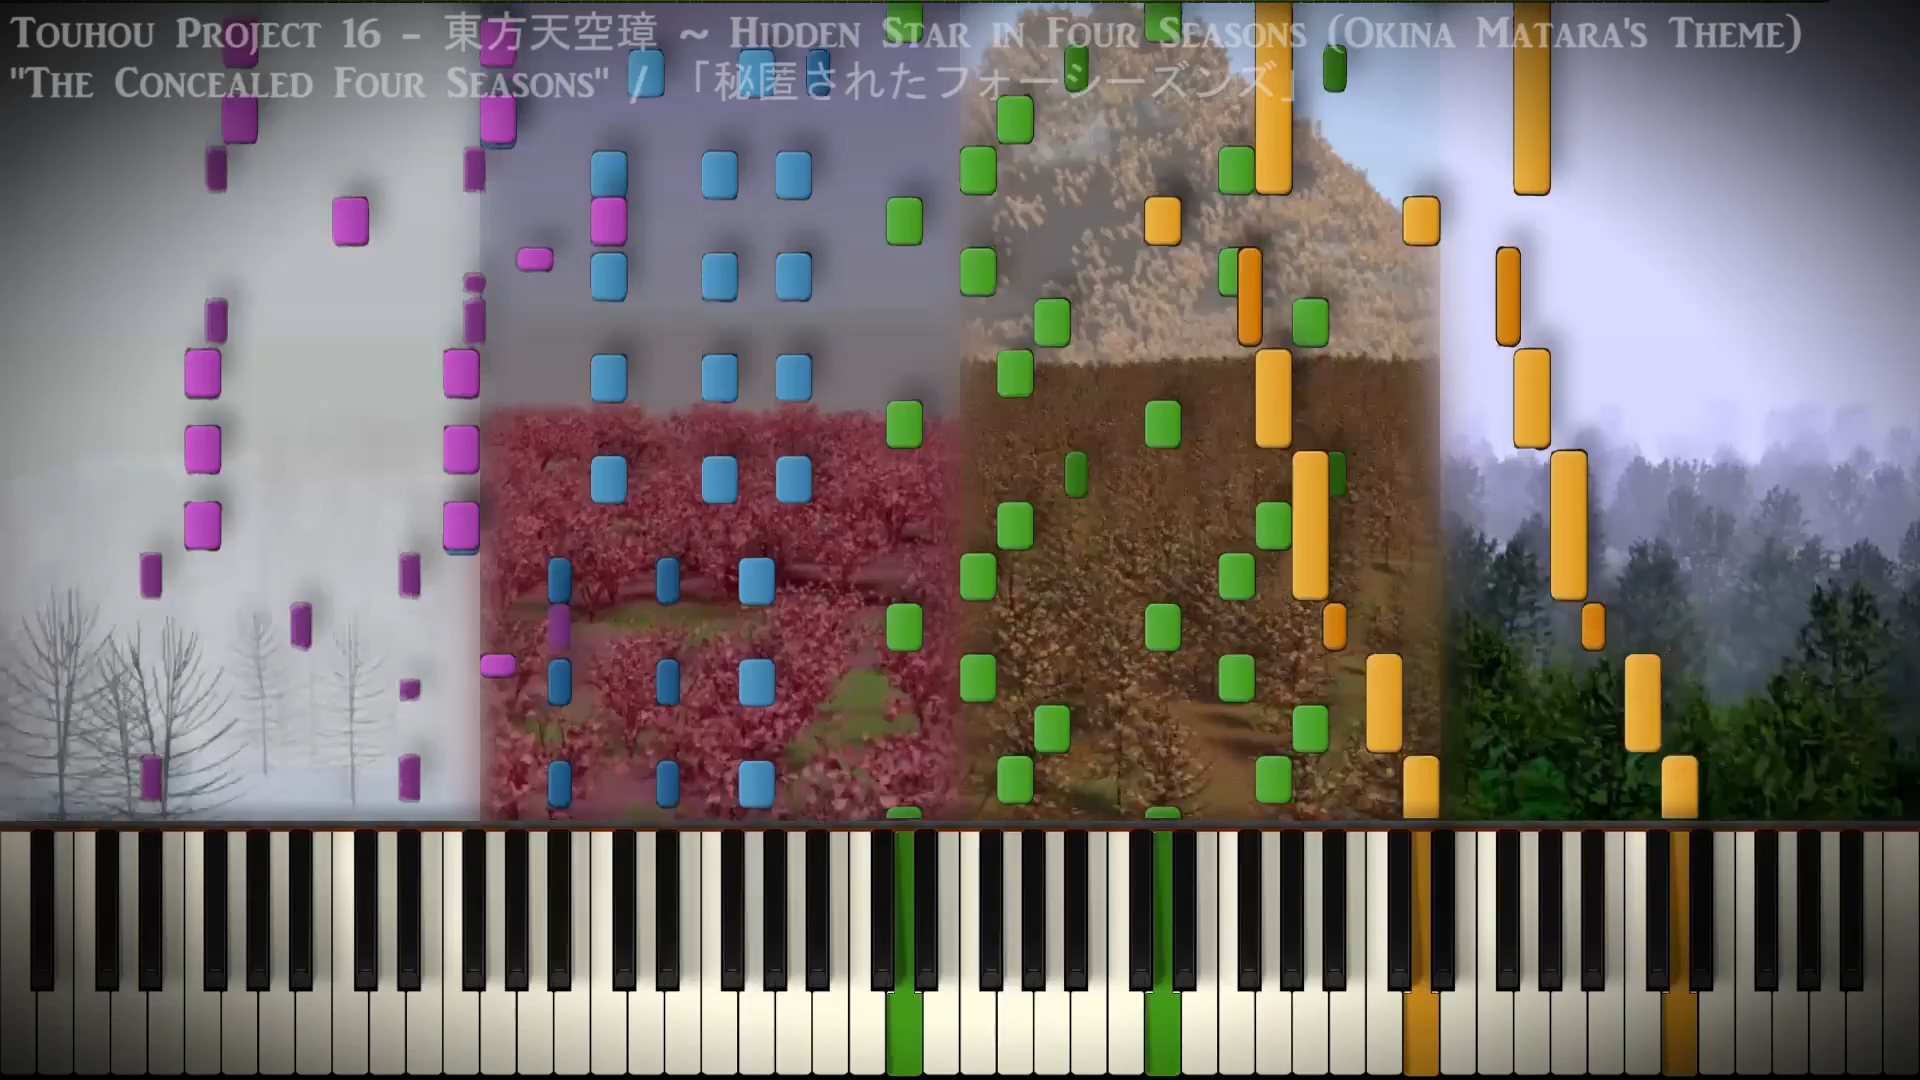 Touhou Project 16 - 東方天空璋 ~ Hidden Star in Four Seasons (Okina Matara's Theme)
"The Concealed Four Seasons" / 「秘匿されたフォーシーズンズ」